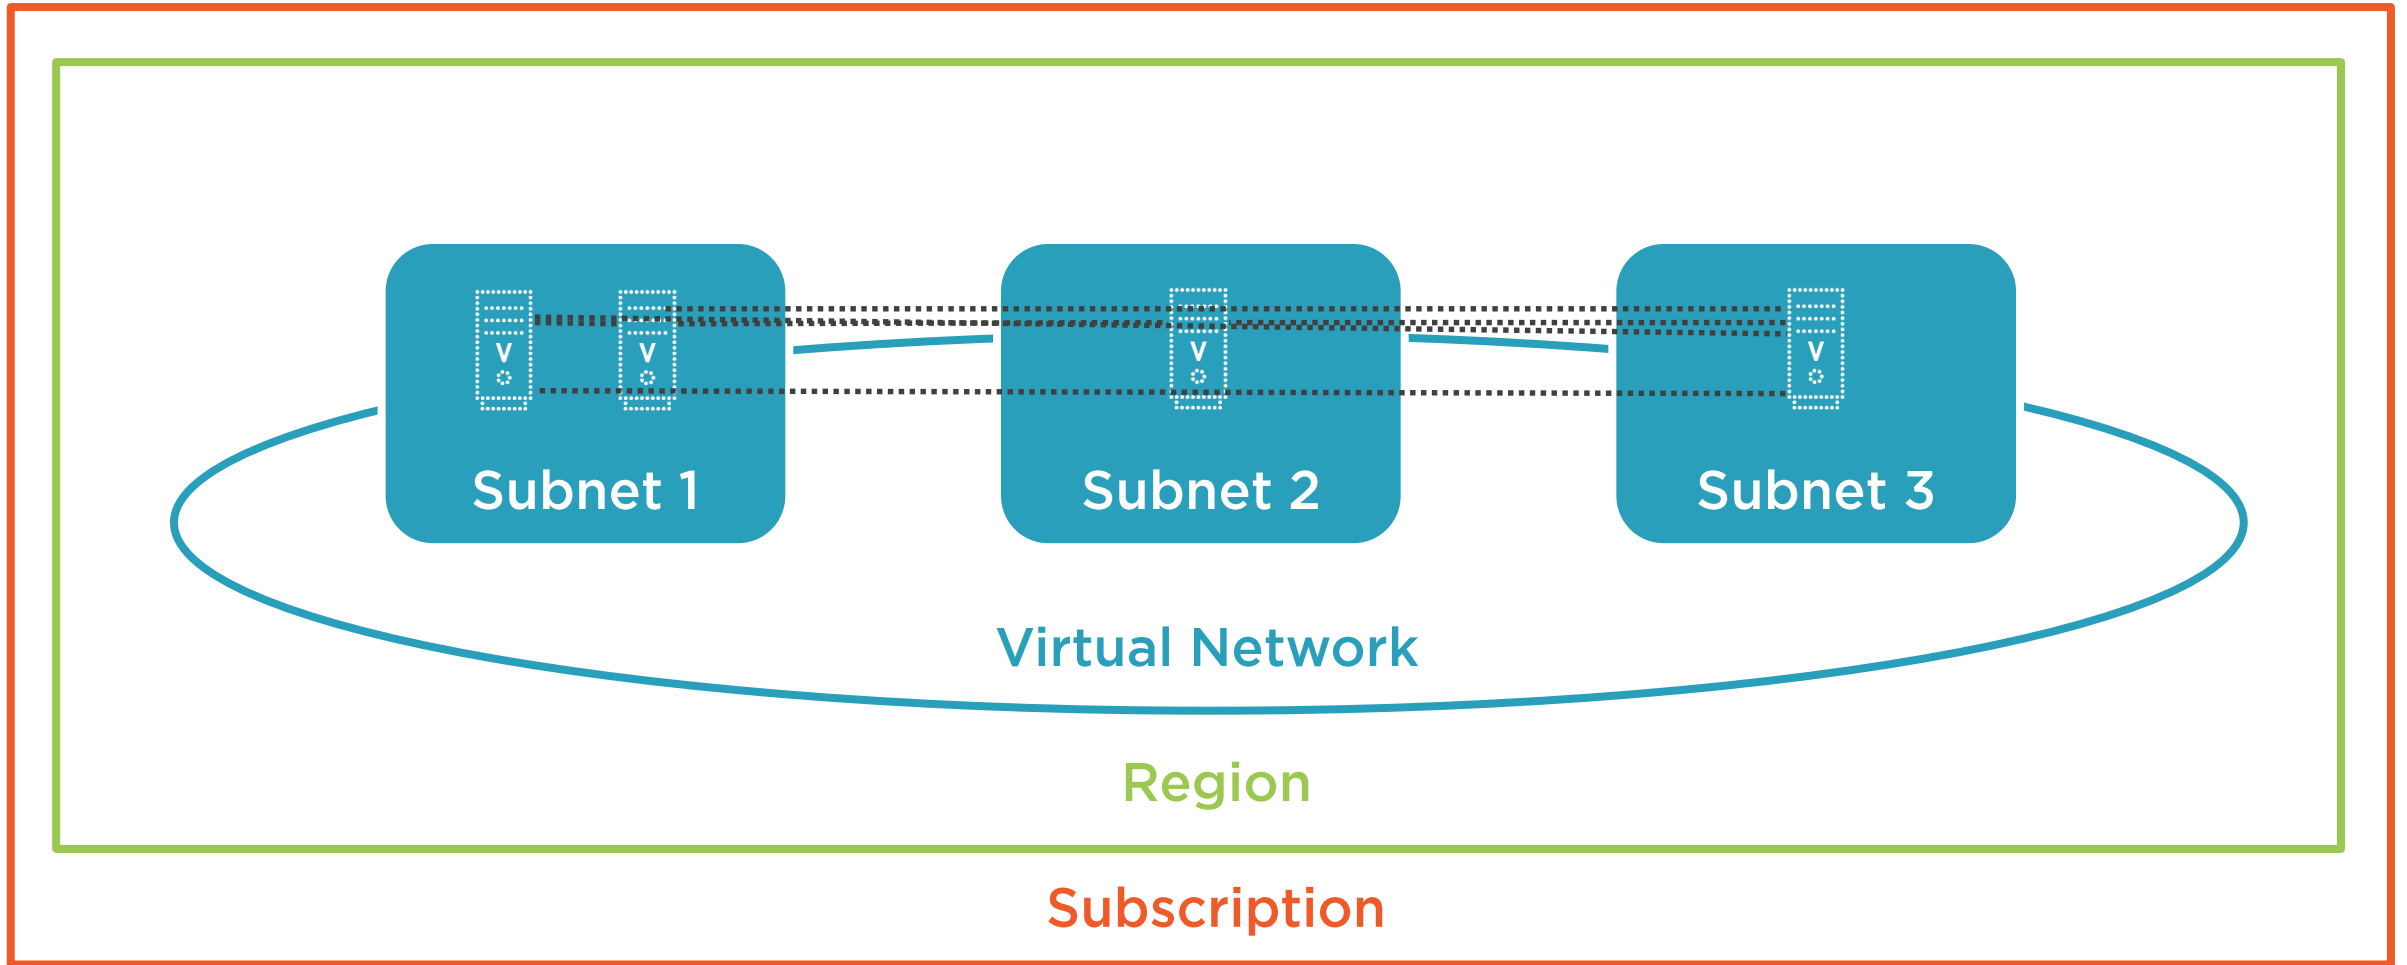 V V V V
Subnet 1 Subnet 2 Subnet 3
Virtual Network
Region
Subscription